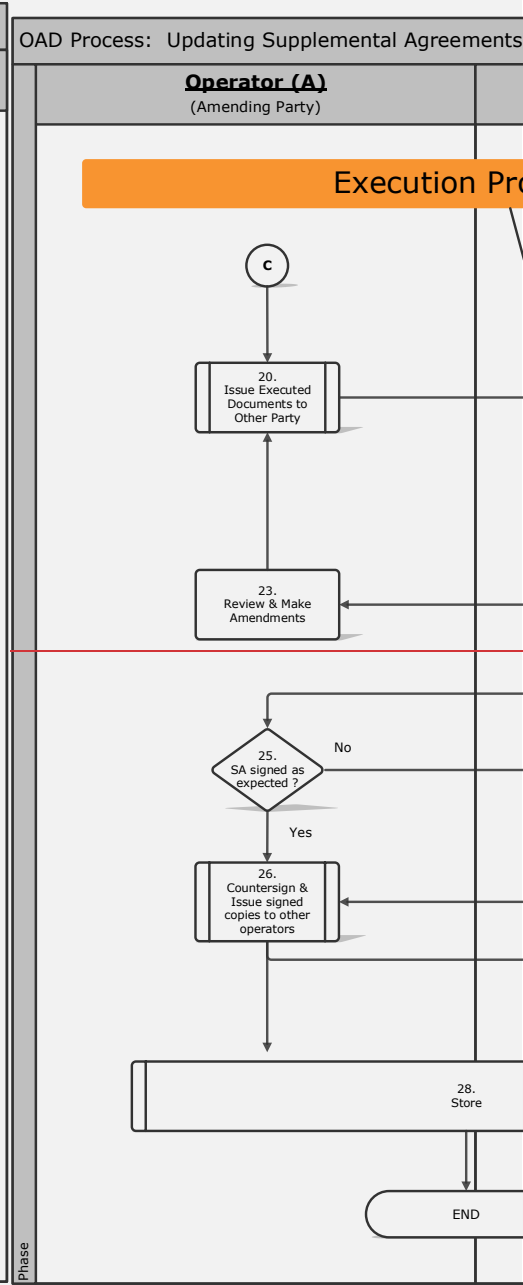 OAD Process:  Updating Supplemental Agreements
Operator (A)
(Amending Party)
Execution
C
20.
Issue Executed
Documents to
Other Party
23.
Review & Make
Amendments
25.
SA signed as
expected ?
No
Yes
26.
Countersign &
Issue signed
copies to other
operators
28.
Store
END
Phase